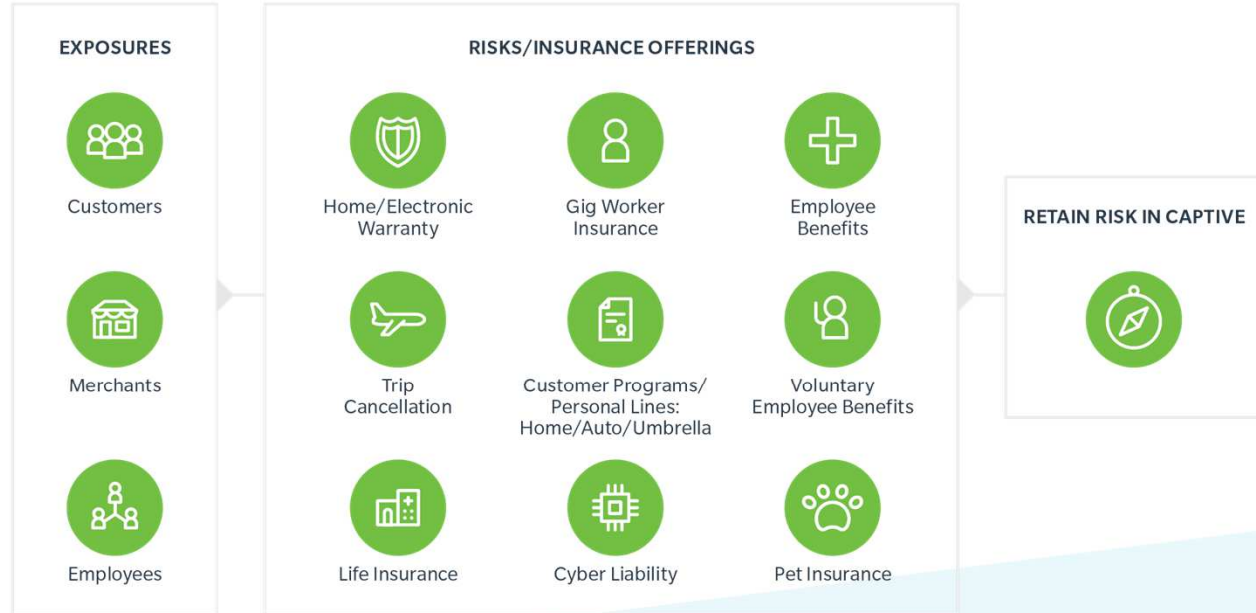 EXPOSURES
Customers
Merchants
Employees
RISKS/INSURANCE OFFERINGS
Home/Electronic
Warranty
Gig Worker
Insurance
Employee
Benefits
Trip
Cancellation
Customer Programs/
Personal Lines:
Home/Auto/Umbrella
Voluntary
Employee Benefits
Life Insurance
Cyber Liability
Pet Insurance
RETAIN RISK IN CAPTIVE